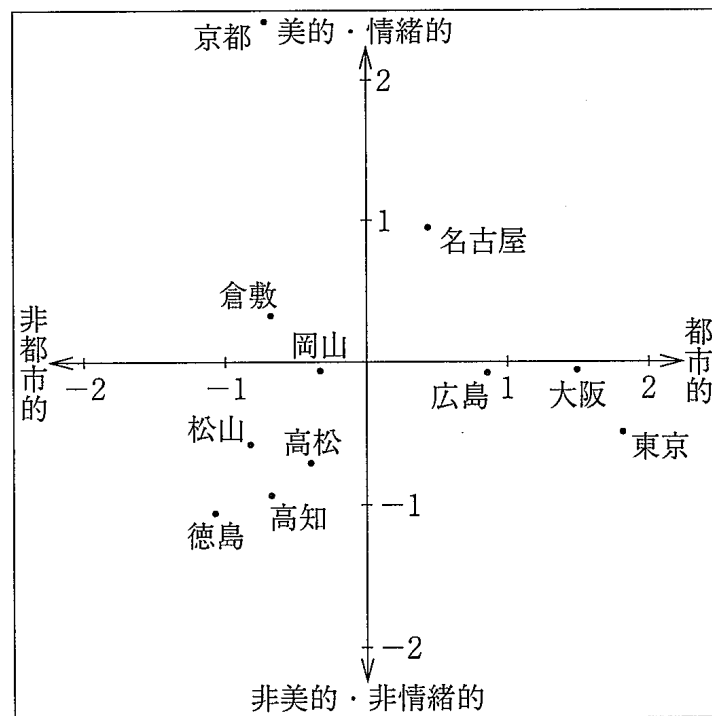 京都
美的・情緒的
2
1
名古屋
倉敷
岡山
非都市的
都市的
−2
−1
広島
1
大阪
2
松山
高松
東京
徳島
高知
−1
−2
非美的・非情緒的